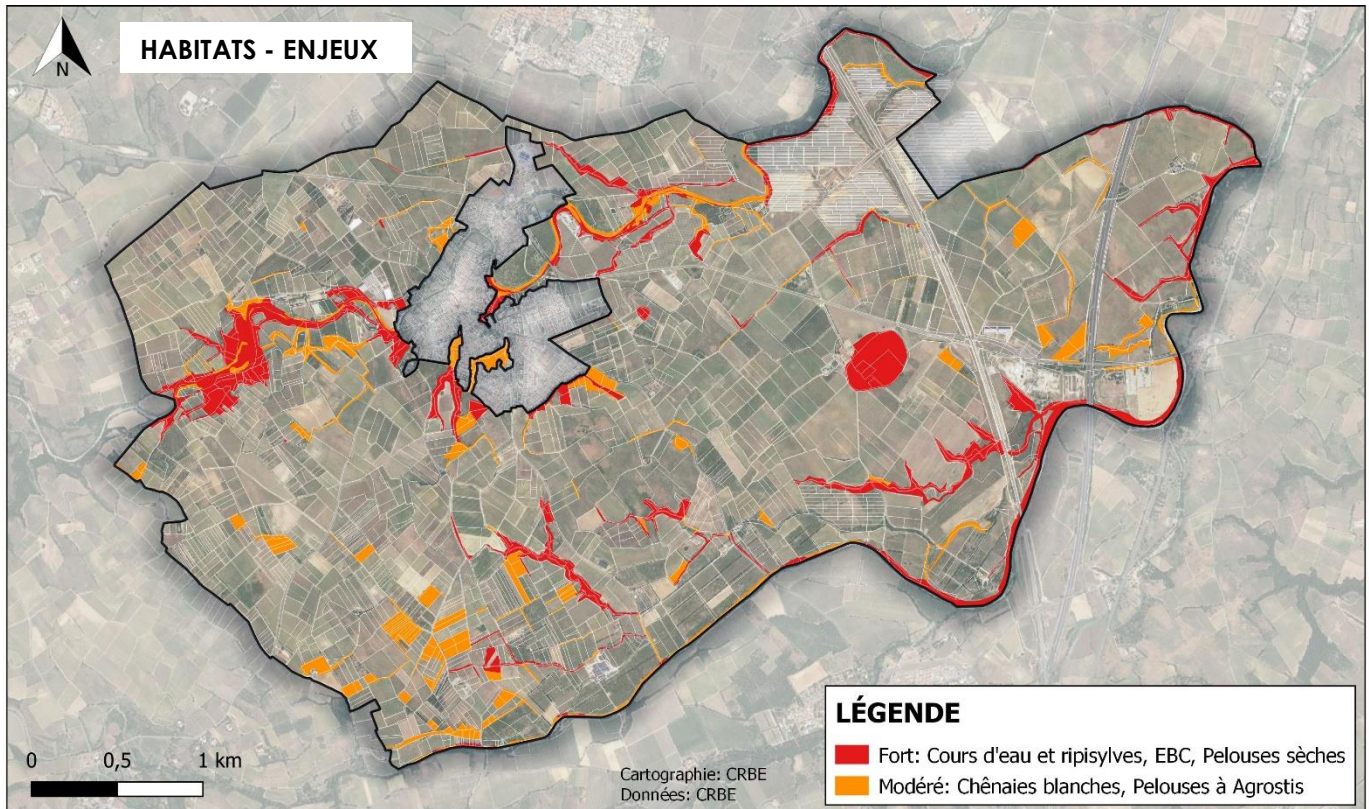 HABITATS - ENJEUX
N
LÉGENDE
Fort: Cours d'eau et ripisylves, EBC, Pelouses sèches
Modéré: Chênaies blanches, Pelouses à Agrostis
0 0,5 1 km
Cartographie: CRBE
Données: CRBE